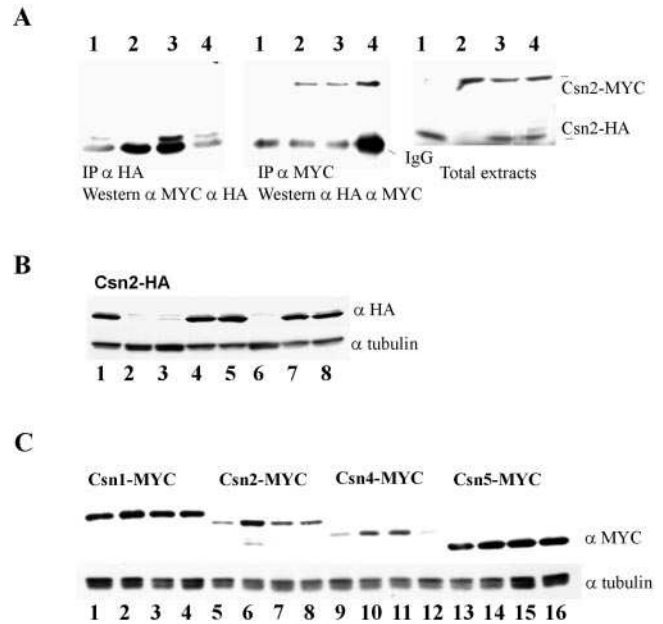 A
1 2 3 4 1 2 3 4 1 2 3 4
Csn2-MYC
Csn2-HA
IgG
IP α HA
Western α MYC α HA
IP α MYC
Western α HA α MYC
Total extracts
B
Csn2-HA
α HA
α tubulin
1 2 3 4 5 6 7 8
C
Csn1-MYC Csn2-MYC Csn4-MYC Csn5-MYC
α MYC
α tubulin
1 2 3 4 5 6 7 8 9 10 11 12 13 14 15 16